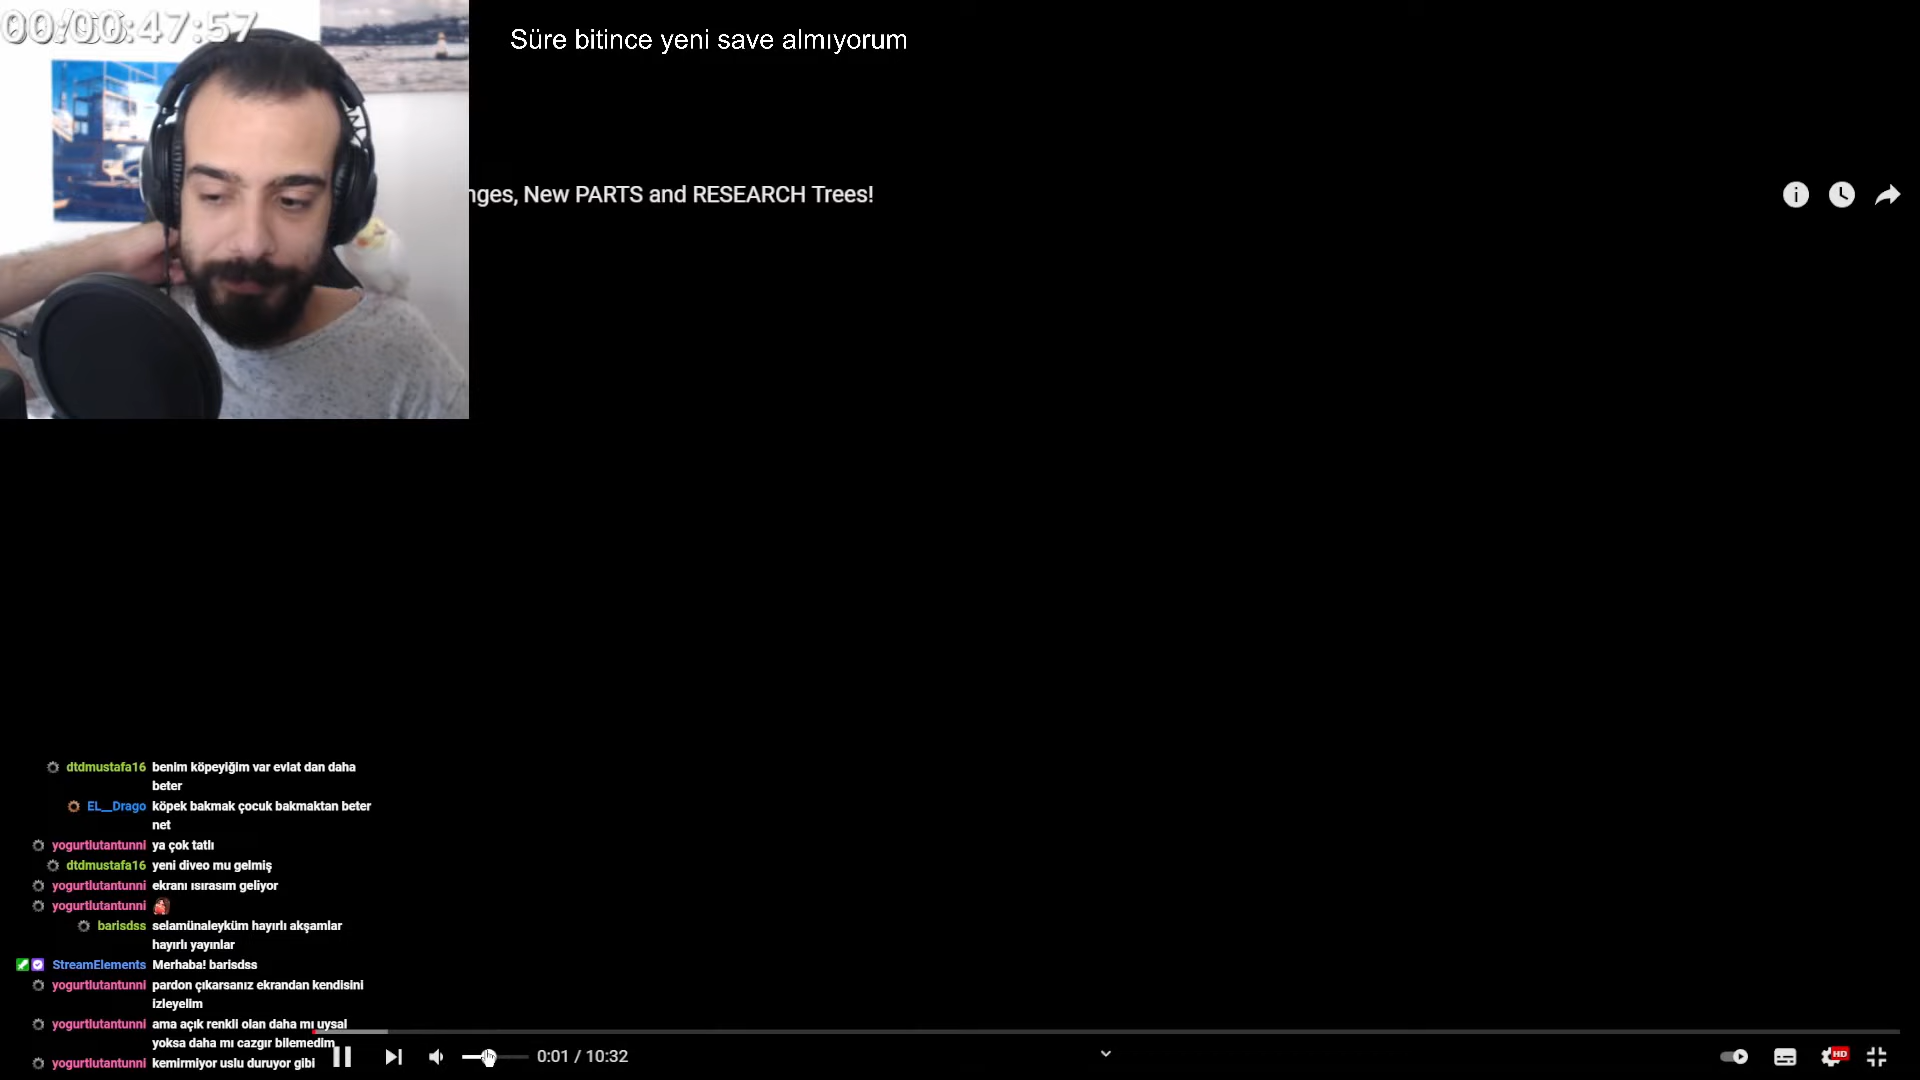 :47:57
Süre bitince yeni save almıyorum
nges, New PARTS and RESEARCH Trees!
dtdmustafa16 benim köpeyiğim var evlat dan daha
beter
EL__Drago köpek bakmak çocuk bakmaktan beter
net
yogurtlutantunni ya çok tatlı
dtdmustafa16 yeni diveo mu gelmiş
yogurtlutantunni ekranı ısırasım geliyor
yogurtlutantunni
barisdss selamünaleyküm hayırlı akşamlar
hayırlı yayınlar
StreamElements Merhaba! barisdss
yogurtlutantunni pardon çıkarsanız ekrandan kendisini
izleyelim
yogurtlutantunni ama açık renkli olan daha mı uysal
yoksa daha mı cazgır bilemedim
yogurtlutantunni kemirmiyor uslu duruyor gibi
0:01 / 10:32
HD